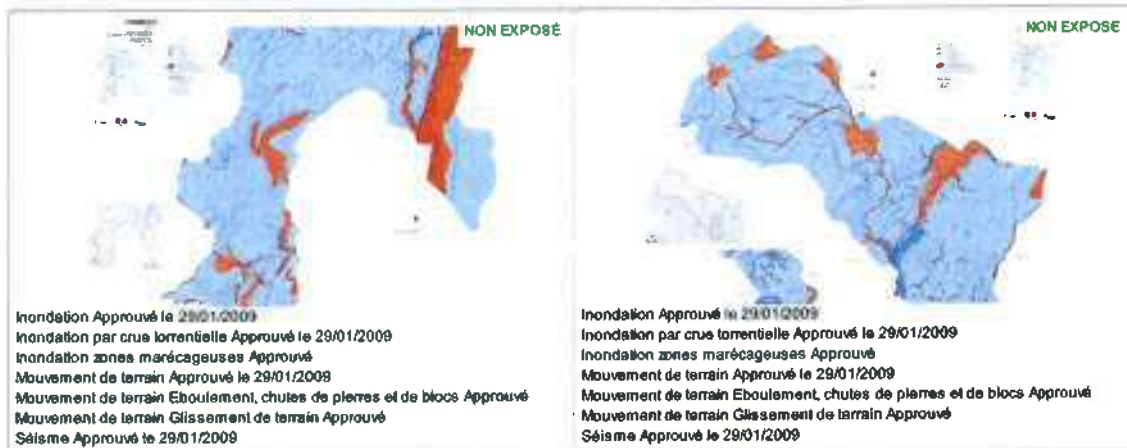 NON EXPOSÉ
Inondation Approuvé le 29/01/2009
Inondation par crue torrentielle Approuvé le 29/01/2009
Inondation zones marécageuses Approuvé
Mouvement de terrain Approuvé le 29/01/2009
Mouvement de terrain Eboulement, chutes de pierres et de blocs Approuvé
Mouvement de terrain Glissement de terrain Approuvé
Séisme Approuvé le 29/01/2009
NON EXPOSÉ
Inondation Approuvé le 29/01/2009
Inondation par crue torrentielle Approuvé le 29/01/2009
Inondation zones marécageuses Approuvé
Mouvement de terrain Approuvé le 29/01/2009
Mouvement de terrain Eboulement, chutes de pierres et de blocs Approuvé
Mouvement de terrain Glissement de terrain Approuvé
Séisme Approuvé le 29/01/2009